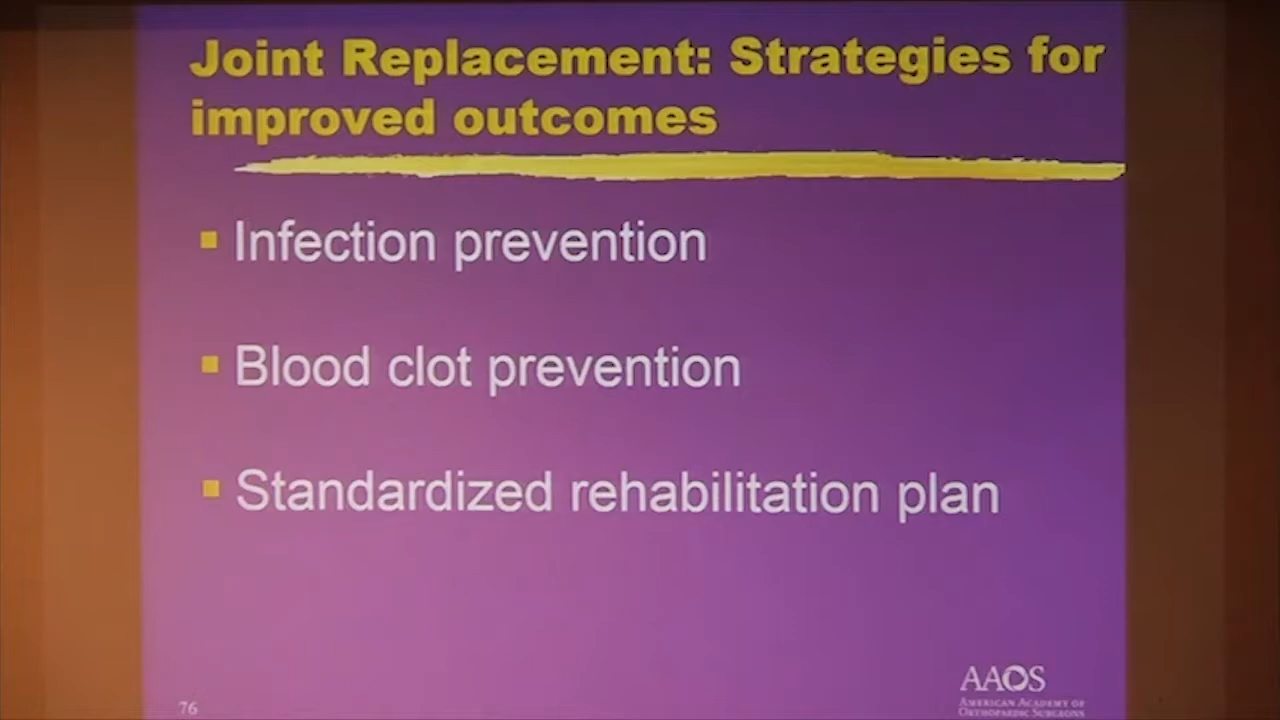 Joint Replacement: Strategies for
improved outcomes
Infection prevention
Blood clot prevention
Standardized rehabilitation plan
76
AAOS
AMERICAN ACADEMY OF
ORTHOPAEDIC SURGEONS